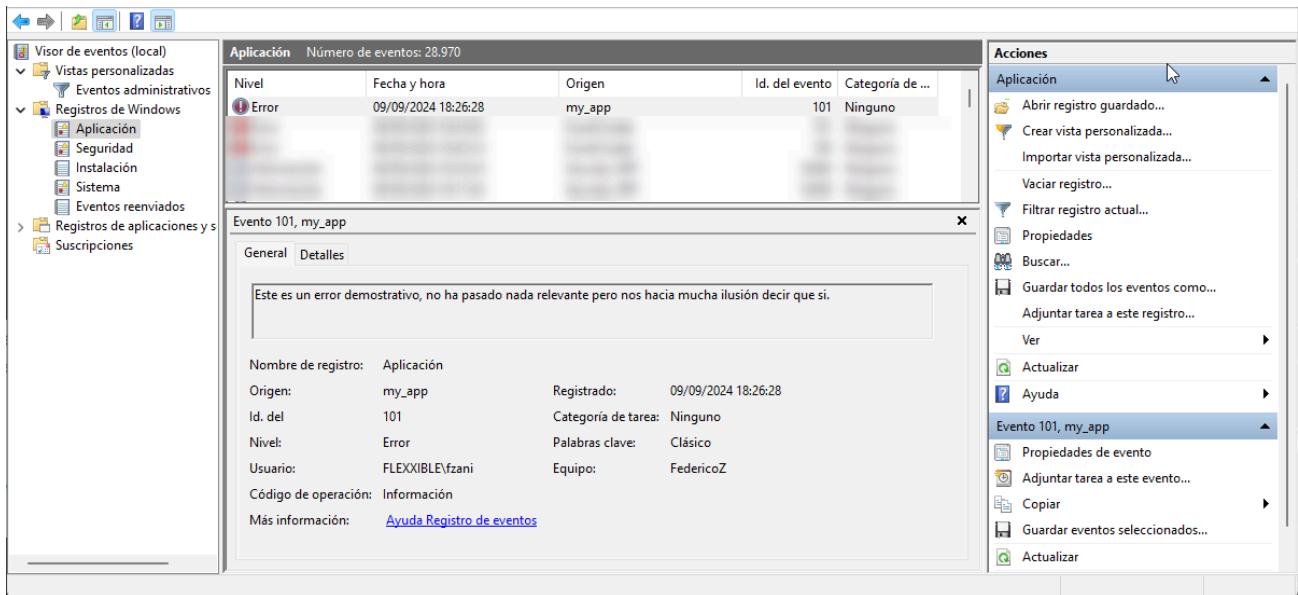 Visor de eventos (local)
Vistas personalizadas
Eventos administrativos
Registros de Windows
Aplicación
Seguridad
Instalación
Sistema
Eventos reenviados
Registros de aplicaciones y s
Suscripciones
Aplicación Número de eventos: 28.970
Nivel Fecha y hora Origen Id. del evento Categoría de ...
Error 09/09/2024 18:26:28 my_app 101 Ninguno
Evento 101, my_app
General Detalles
Este es un error demostrativo, no ha pasado nada relevante pero nos hacia mucha ilusión decir que si.
Nombre de registro: Aplicación
Origen: my_app Registrado: 09/09/2024 18:26:28
Id. del 101 Categoría de tarea: Ninguno
Nivel: Error Palabras clave: Clásico
Usuario: FLEXXIBLE\fzani Equipo: FedericoZ
Código de operación: Información
Más información: Ayuda Registro de eventos
Acciones
Aplicación
Abrir registro guardado...
Crear vista personalizada...
Importar vista personalizada...
Vaciar registro...
Filtrar registro actual...
Propiedades
Buscar...
Guardar todos los eventos como...
Adjuntar tarea a este registro...
Ver
Actualizar
Ayuda
Evento 101, my_app
Propiedades de evento
Adjuntar tarea a este evento...
Copiar
Guardar eventos seleccionados...
Actualizar